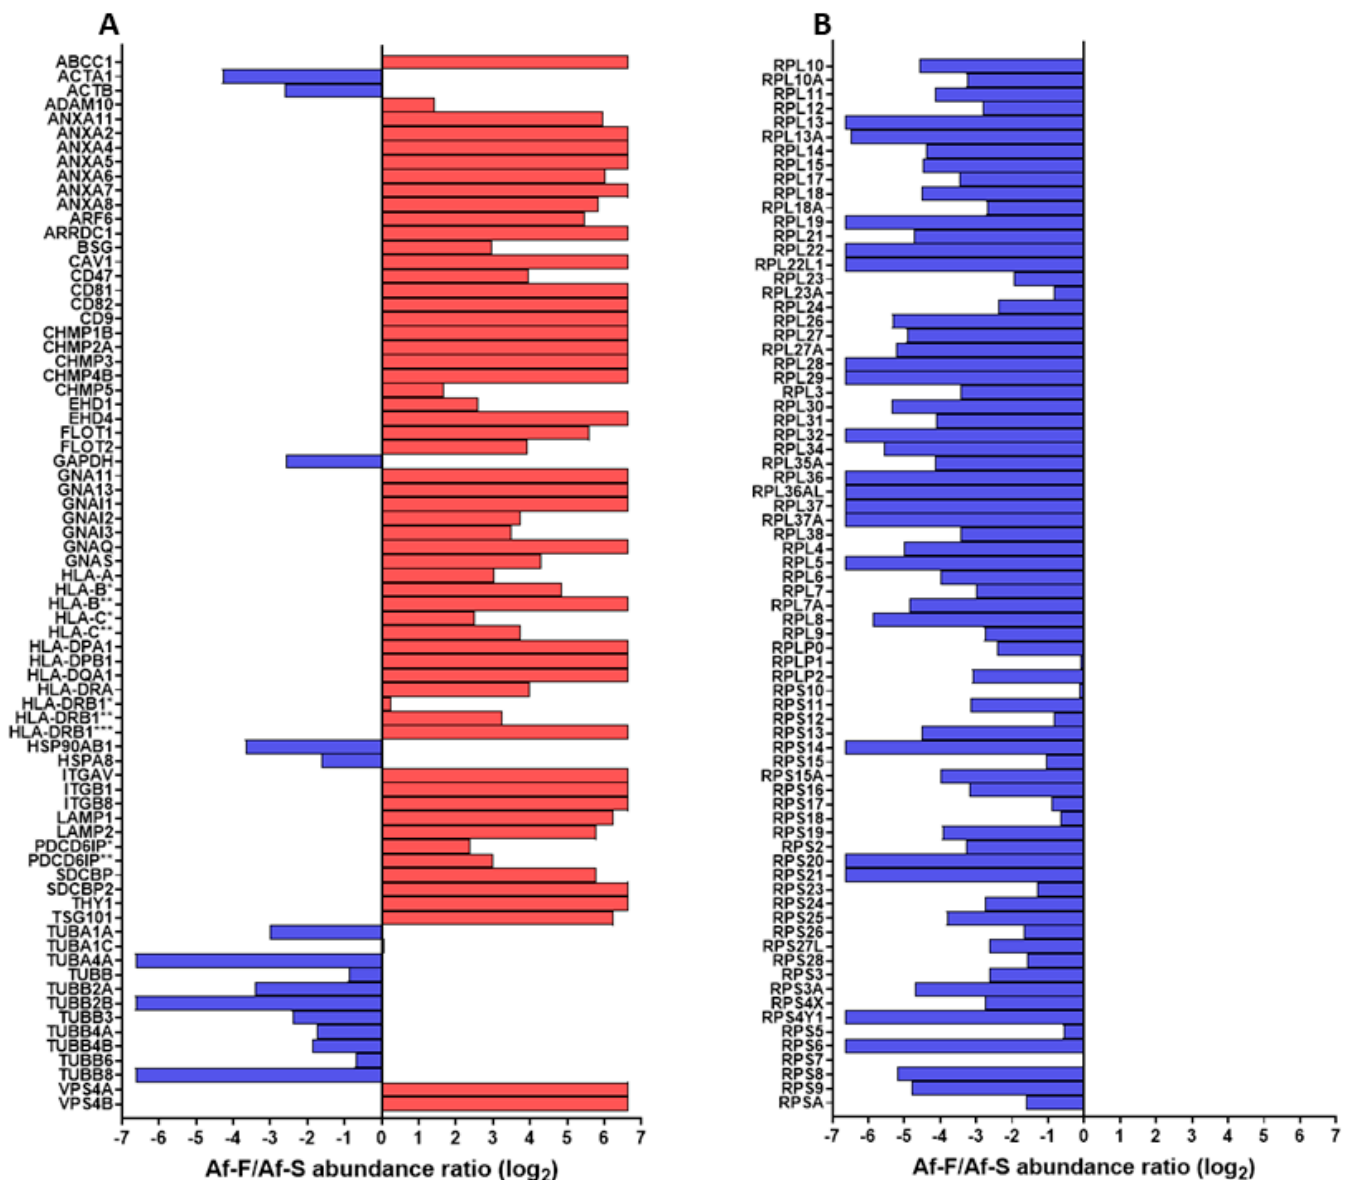 A
ABCC1
ACTA1
ACTB
ADAM10
ANXA11
ANXA2
ANXA4
ANXA5
ANXA6
ANXA7
ANXA8
ARF6
ARRDC1
BSG
CAV1
CD47
CD81
CD82
CD9
CHMP1B
CHMP2A
CHMP3
CHMP4B
CHMP5
EHD1
EHD4
FLOT1
FLOT2
GAPDH
GNA11
GNA13
GNAI1
GNAI2
GNAI3
GNAQ
GNAS
HLA-A
HLA-B*
HLA-B**
HLA-C*
HLA-C**
HLA-DPA1
HLA-DPB1
HLA-DQA1
HLA-DRA
HLA-DRB1*
HLA-DRB1**
HLA-DRB1***
HSP90AB1
HSPA8
ITGAV
ITGB1
ITGB8
LAMP1
LAMP2
PDCD6IP*
PDCD6IP**
SDCBP
SDCBP2
THY1
TSG101
TUBA1A
TUBA1C
TUBA4A
TUBB
TUBB2A
TUBB2B
TUBB3
TUBB4A
TUBB4B
TUBB6
TUBB8
VPS4A
VPS4B
-7 -6 -5 -4 -3 -2 -1 0 1 2 3 4 5 6 7
Af-F/Af-S abundance ratio (log2)
B
RPL10
RPL10A
RPL11
RPL12
RPL13
RPL13A
RPL14
RPL15
RPL17
RPL18
RPL18A
RPL19
RPL21
RPL22
RPL22L1
RPL23
RPL23A
RPL24
RPL26
RPL27
RPL27A
RPL28
RPL29
RPL3
RPL30
RPL31
RPL32
RPL34
RPL35A
RPL36
RPL36AL
RPL37
RPL37A
RPL38
RPL4
RPL5
RPL6
RPL7
RPL7A
RPL8
RPL9
RPLP0
RPLP1
RPLP2
RPS10
RPS11
RPS12
RPS13
RPS14
RPS15
RPS15A
RPS16
RPS17
RPS18
RPS19
RPS2
RPS20
RPS21
RPS23
RPS24
RPS25
RPS26
RPS27L
RPS28
RPS3
RPS3A
RPS4X
RPS4Y1
RPS5
RPS6
RPS7
RPS8
RPS9
RPSA
-7 -6 -5 -4 -3 -2 -1 0 1 2 3 4 5 6 7
Af-F/Af-S abundance ratio (log2)